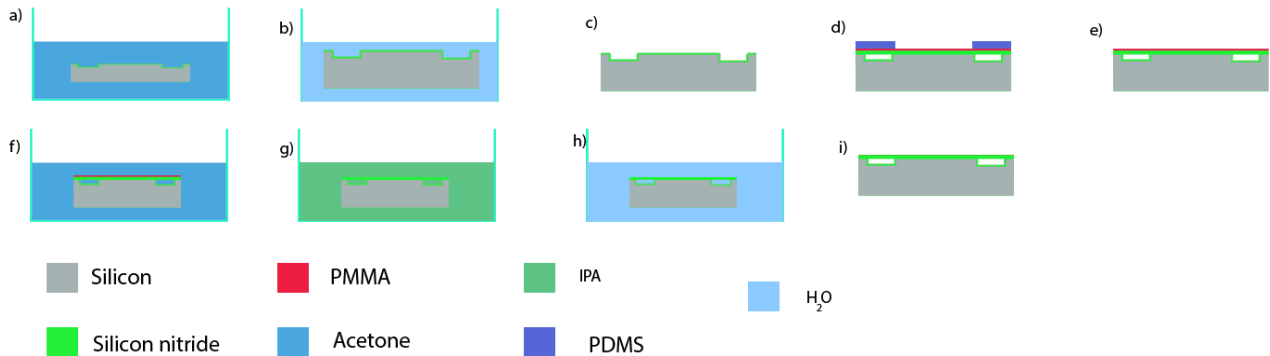 a)
b)
c)
d)
e)
f)
g)
h)
i)
Silicon
PMMA
IPA
H₂O
Silicon nitride
Acetone
PDMS